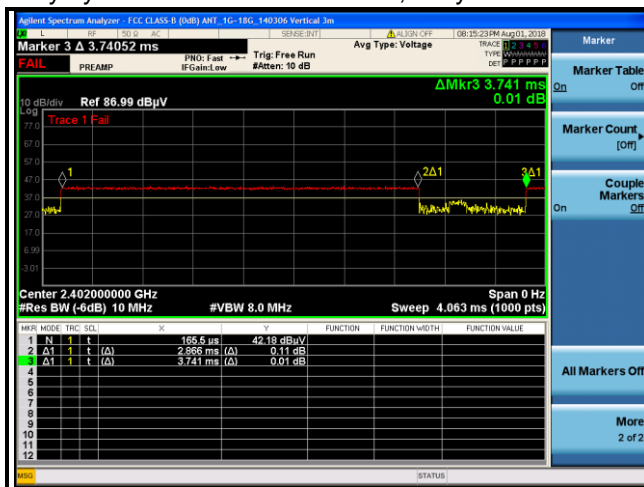 Agilent Spectrum Analyzer - FCC CLASS-B (0dB) ANT_1G-18G_140306 Vertical 3m
L RF 50 Ω AC SENSE:INT ALIGN OFF 08:15:23 PM Aug 01, 2018
Marker 3 Δ 3.74052 ms
Avg Type: Voltage
TRACE 1 2 3 4 5 6
TYPE
DET P P P P P P
PNO: Fast
IFGain:Low
Trig: Free Run
#Atten: 10 dB
FAIL
PREAMP
ΔMkr3 3.741 ms
0.01 dB
10 dB/div Ref 86.99 dBµV
Log
Trace 1 Fail
77.0
67.0
57.0
47.0
37.0
27.0
17.0
6.99
-3.01
1
2Δ1
3Δ1
Center 2.402000000 GHz Span 0 Hz
#Res BW (-6dB) 10 MHz #VBW 8.0 MHz Sweep 4.063 ms (1000 pts)
MKR MODE TRC SCL X Y FUNCTION FUNCTION WIDTH FUNCTION VALUE
1 N 1 t 165.5 µs 42.18 dBµV
2 Δ1 1 t (Δ) 2.866 ms (Δ) 0.11 dB
3 Δ1 1 t (Δ) 3.741 ms (Δ) 0.01 dB
4
5
6
7
8
9
10
11
12
MSG STATUS
Marker
Marker Table
On Off
Marker Count
[Off]
Couple
Markers
On Off
All Markers Off
More
2 of 2